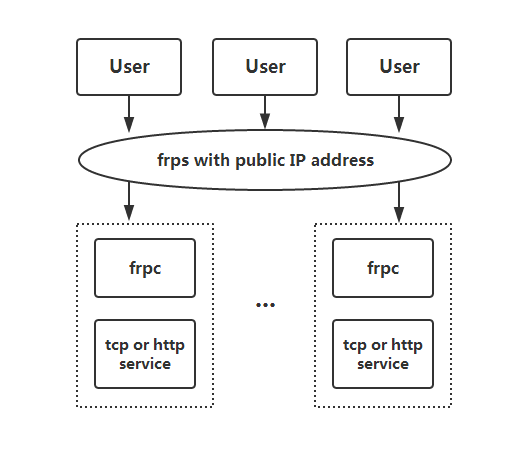 User
User
User
frps with public IP address
frpc
frpc
...
tcp or http
service
tcp or http
service